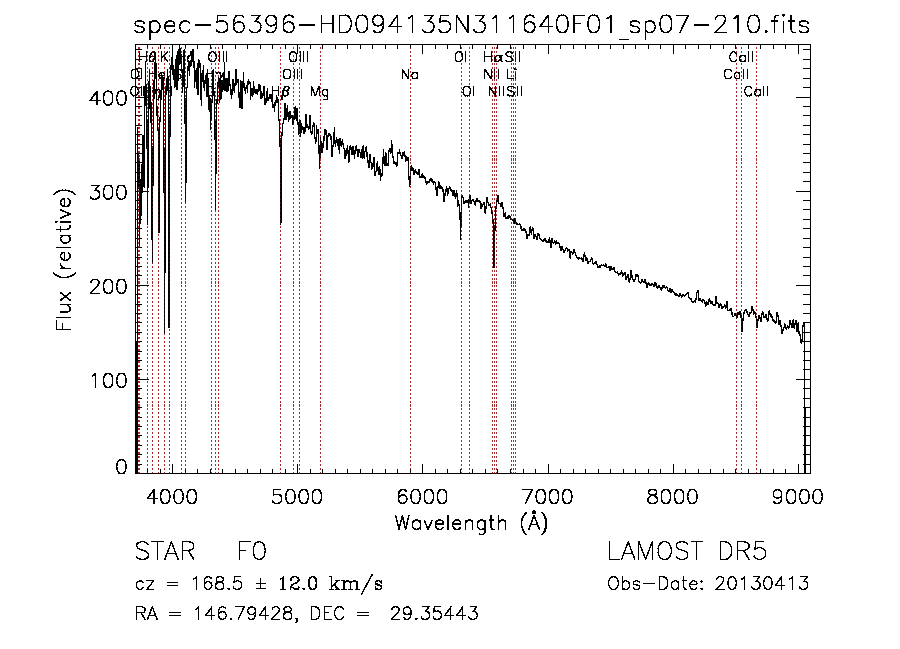 spec-56396-HD094135N311640F01_sp07-210.fits
K OIII OIII OI Hα SII CaII
OIII Na NII Li CaII
Hβ Mg OI NII SII CaII
400
300
200
100
0
Flux (relative)
4000 5000 6000 7000 8000 9000
Wavelength (Å)
STAR F0 LAMOST DR5
cz = 168.5 ± 12.0 km/s Obs-Date: 20130413
RA = 146.79428, DEC = 29.35443